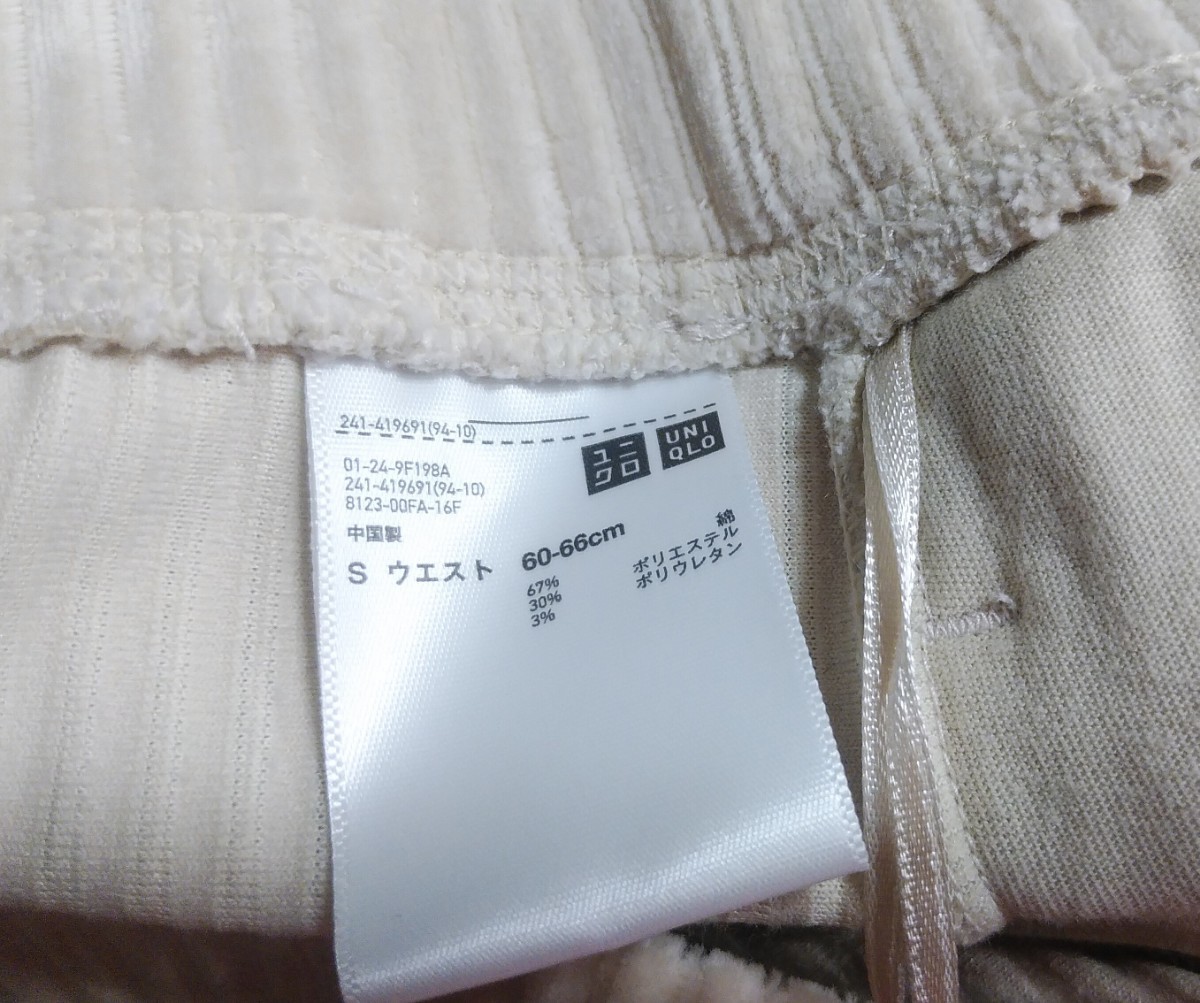 241-419691(94-10)
01-24-9F198A
241-419691(94-10)
8123-00FA-16F
中国製
ユニクロ
UNIQLO
S ウエスト 60-66cm
67% 綿
30% ポリエステル
3% ポリウレタン